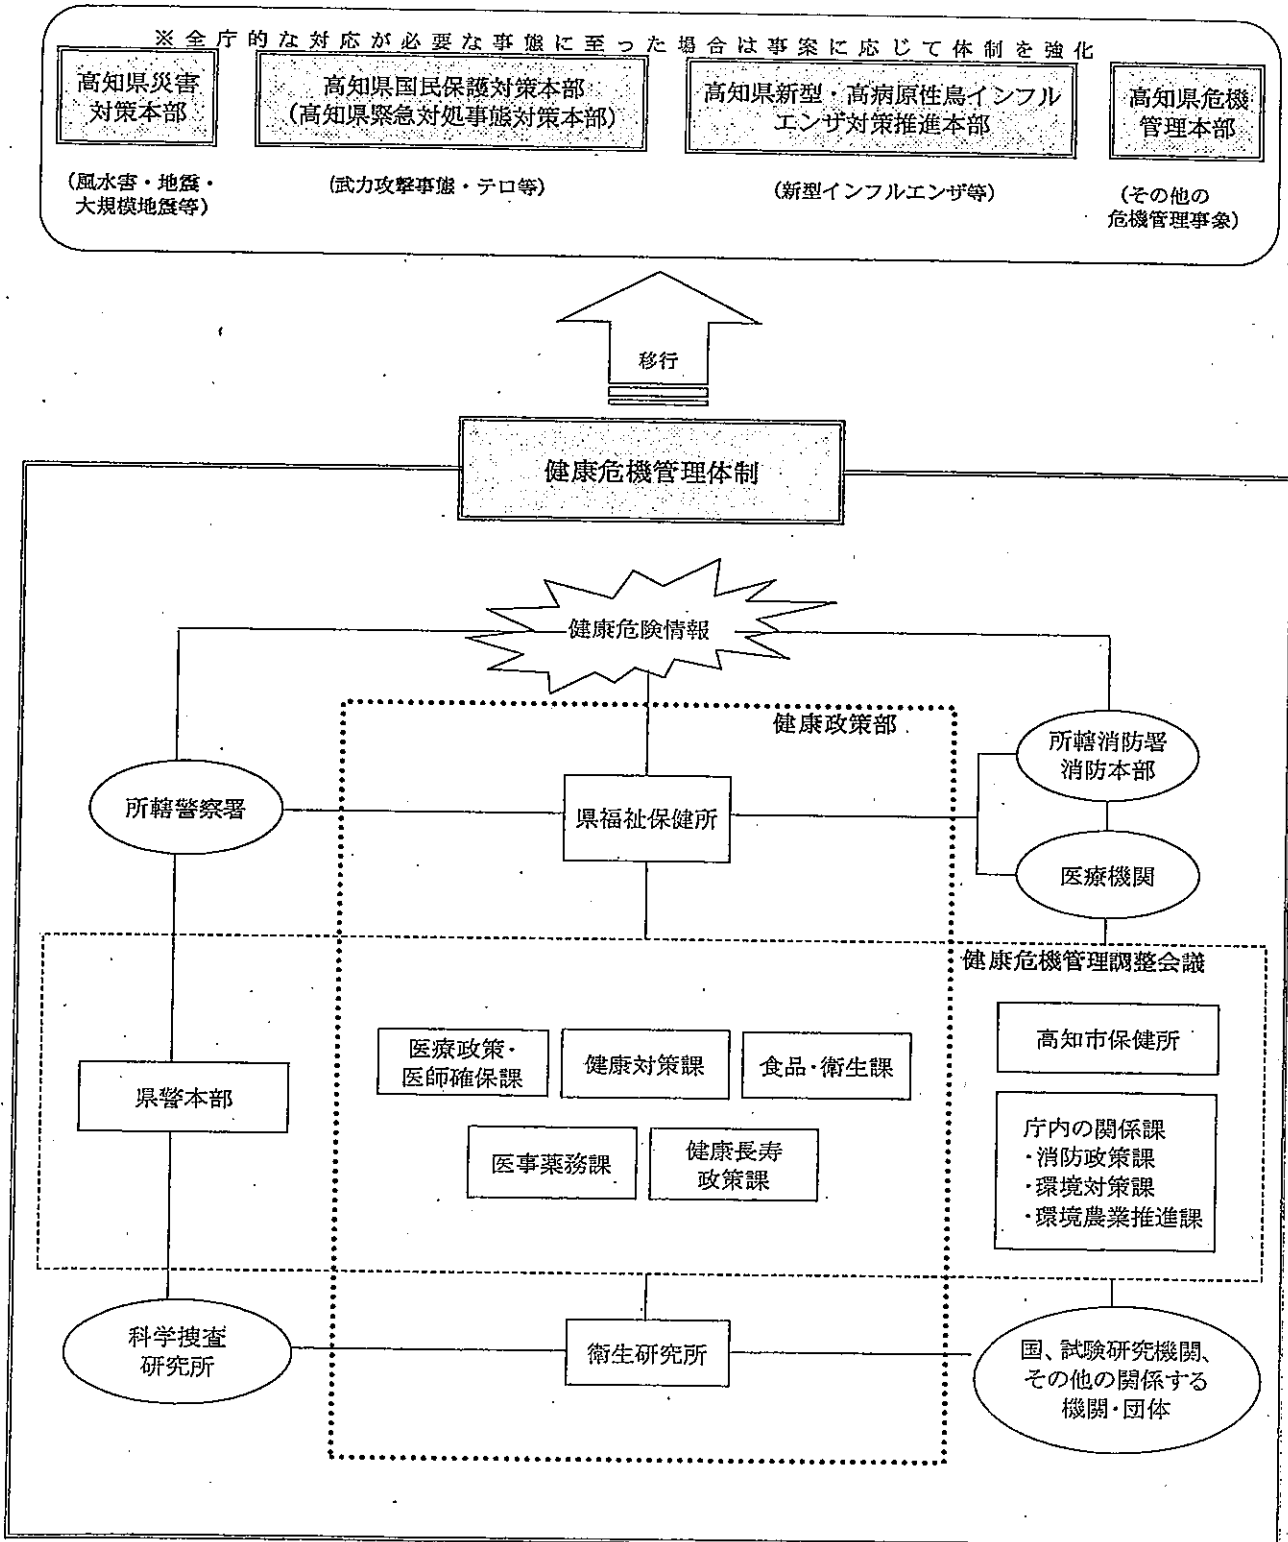 ※全庁的な対応が必要な事態に至った場合は事案に応じて体制を強化
高知県災害
対策本部
高知県国民保護対策本部
(高知県緊急対処事態対策本部)
高知県新型・高病原性鳥インフル
エンザ対策推進本部
高知県危機
管理本部
(風水害・地震・
大規模地震等)
(武力攻撃事態・テロ等)
(新型インフルエンザ等)
(その他の
危機管理事象)
移行
健康危機管理体制
健康危険情報
健康政策部
所轄消防署
消防本部
所轄警察署
県福祉保健所
医療機関
健康危機管理調整会議
医療政策・
医師確保課
健康対策課
食品・衛生課
高知市保健所
県警本部
医事薬務課
健康長寿
政策課
庁内の関係課
・消防政策課
・環境対策課
・環境農業推進課
科学捜査
研究所
衛生研究所
国、試験研究機関、
その他の関係する
機関・団体